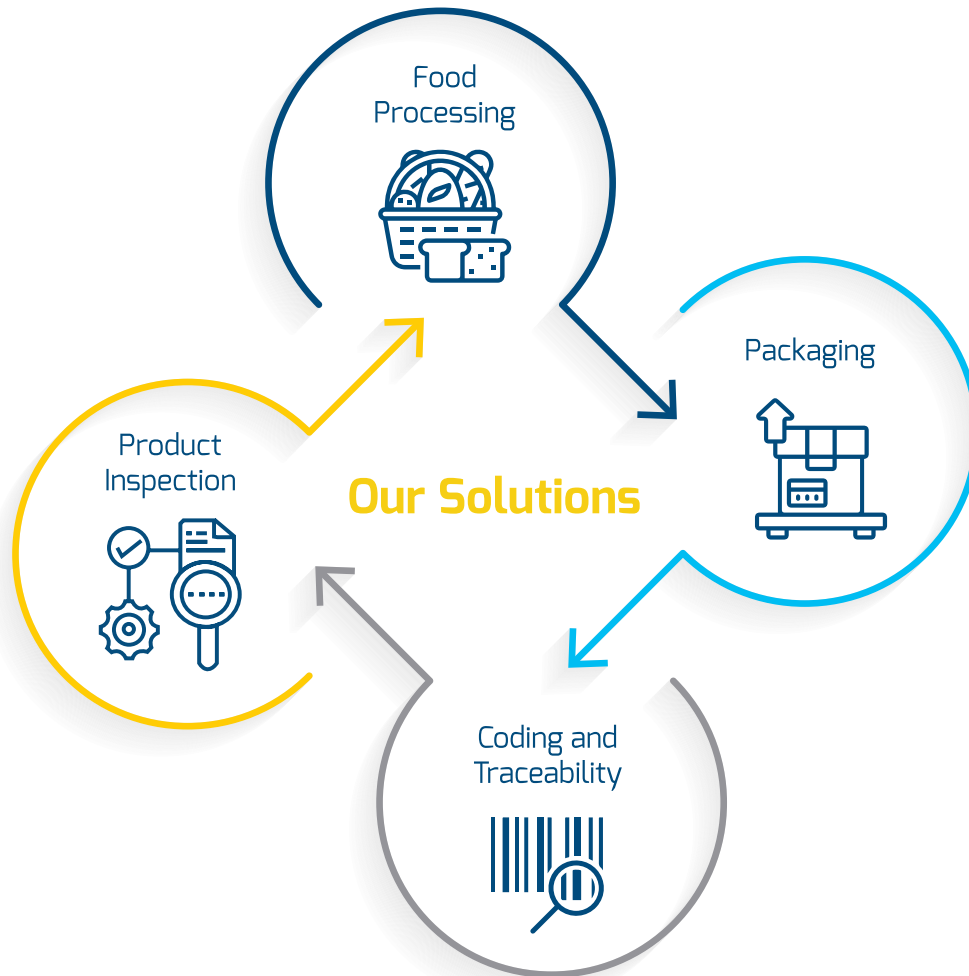 Food
Processing
Packaging
Product
Inspection
Our Solutions
Coding and
Traceability